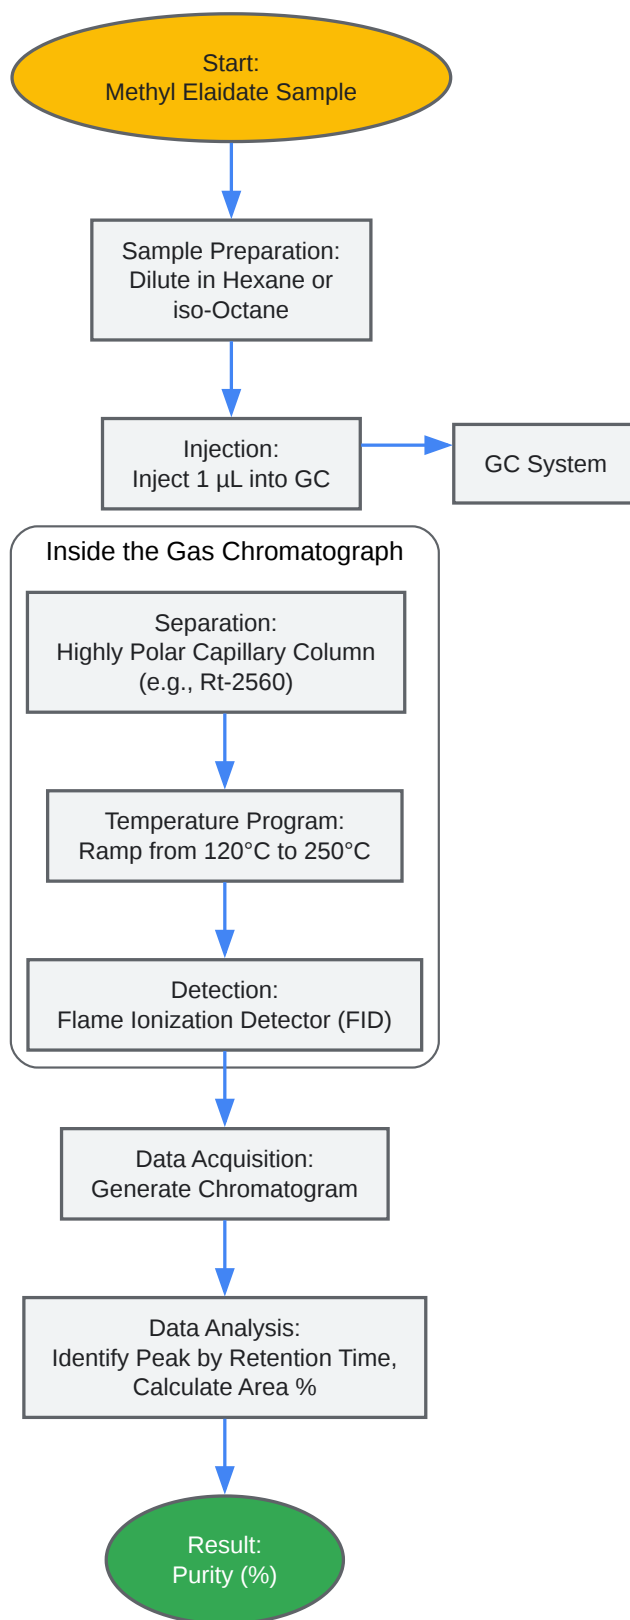 Start:
Methyl Elaidate Sample
Sample Preparation:
Dilute in Hexane or
iso-Octane
Injection:
Inject 1 µL into GC
GC System
Inside the Gas Chromatograph
Separation:
Highly Polar Capillary Column
(e.g., Rt-2560)
Temperature Program:
Ramp from 120°C to 250°C
Detection:
Flame Ionization Detector (FID)
Data Acquisition:
Generate Chromatogram
Data Analysis:
Identify Peak by Retention Time,
Calculate Area %
Result:
Purity (%)